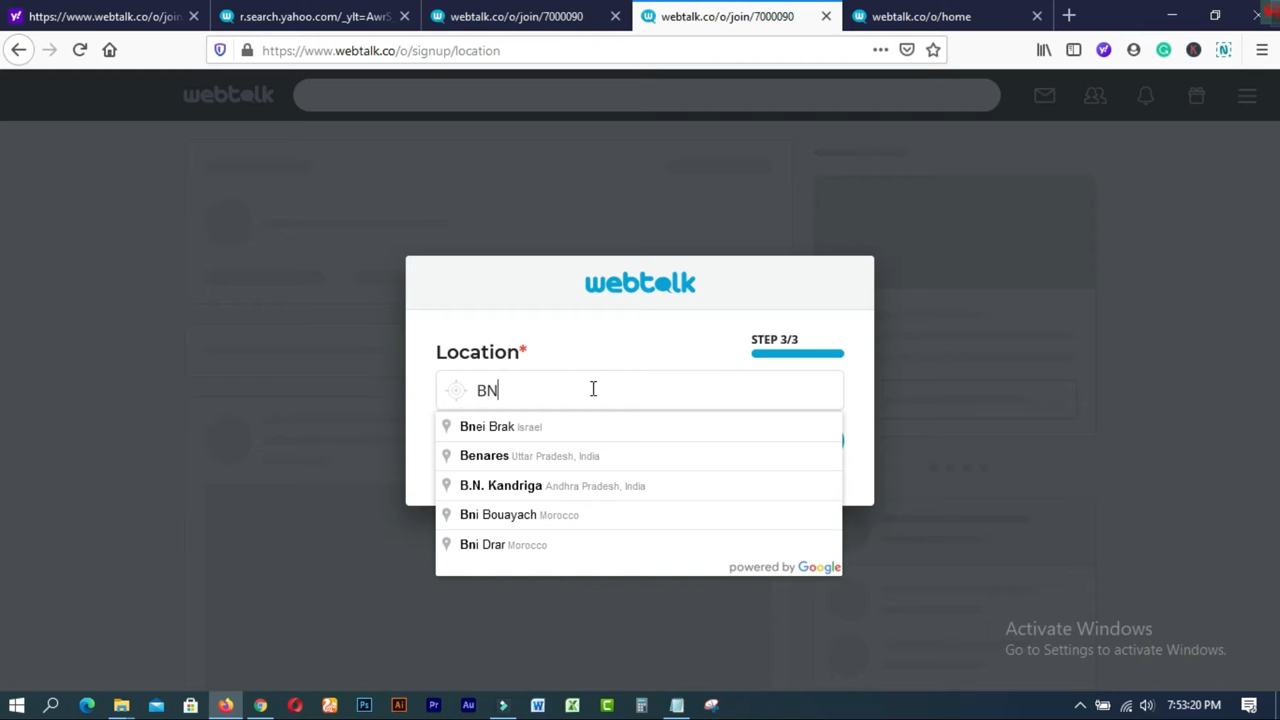 https://www.webtalk.co/o/join
r.search.yahoo.com/_ylt=AwrS
webtalk.co/o/join/7000090
webtalk.co/o/join/7000090
webtalk.co/o/home
https://www.webtalk.co/o/signup/location
webtalk
webtalk
STEP 3/3
Location*
BN
Bnei Brak Israel
Benares Uttar Pradesh, India
B.N. Kandriga Andhra Pradesh, India
Bni Bouayach Morocco
Bni Drar Morocco
powered by Google
Activate Windows
Go to Settings to activate Windows.
7:53:20 PM